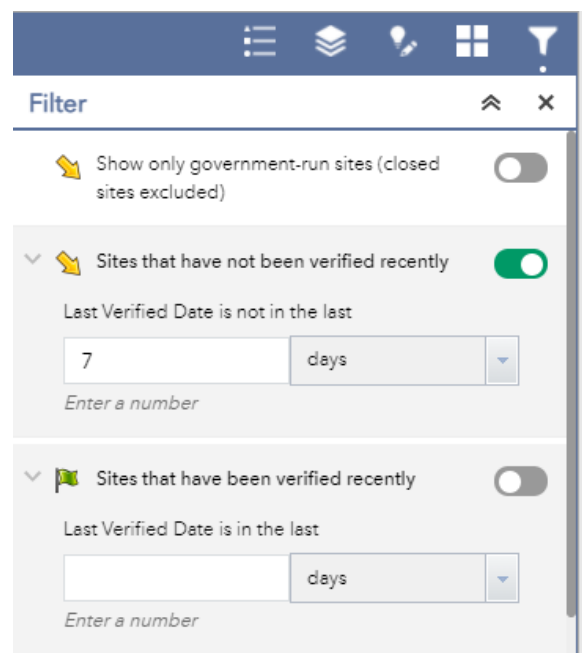 Filter
Show only government-run sites (closed
sites excluded)
Sites that have not been verified recently
Last Verified Date is not in the last
7 days
Enter a number
Sites that have been verified recently
Last Verified Date is in the last
days
Enter a number